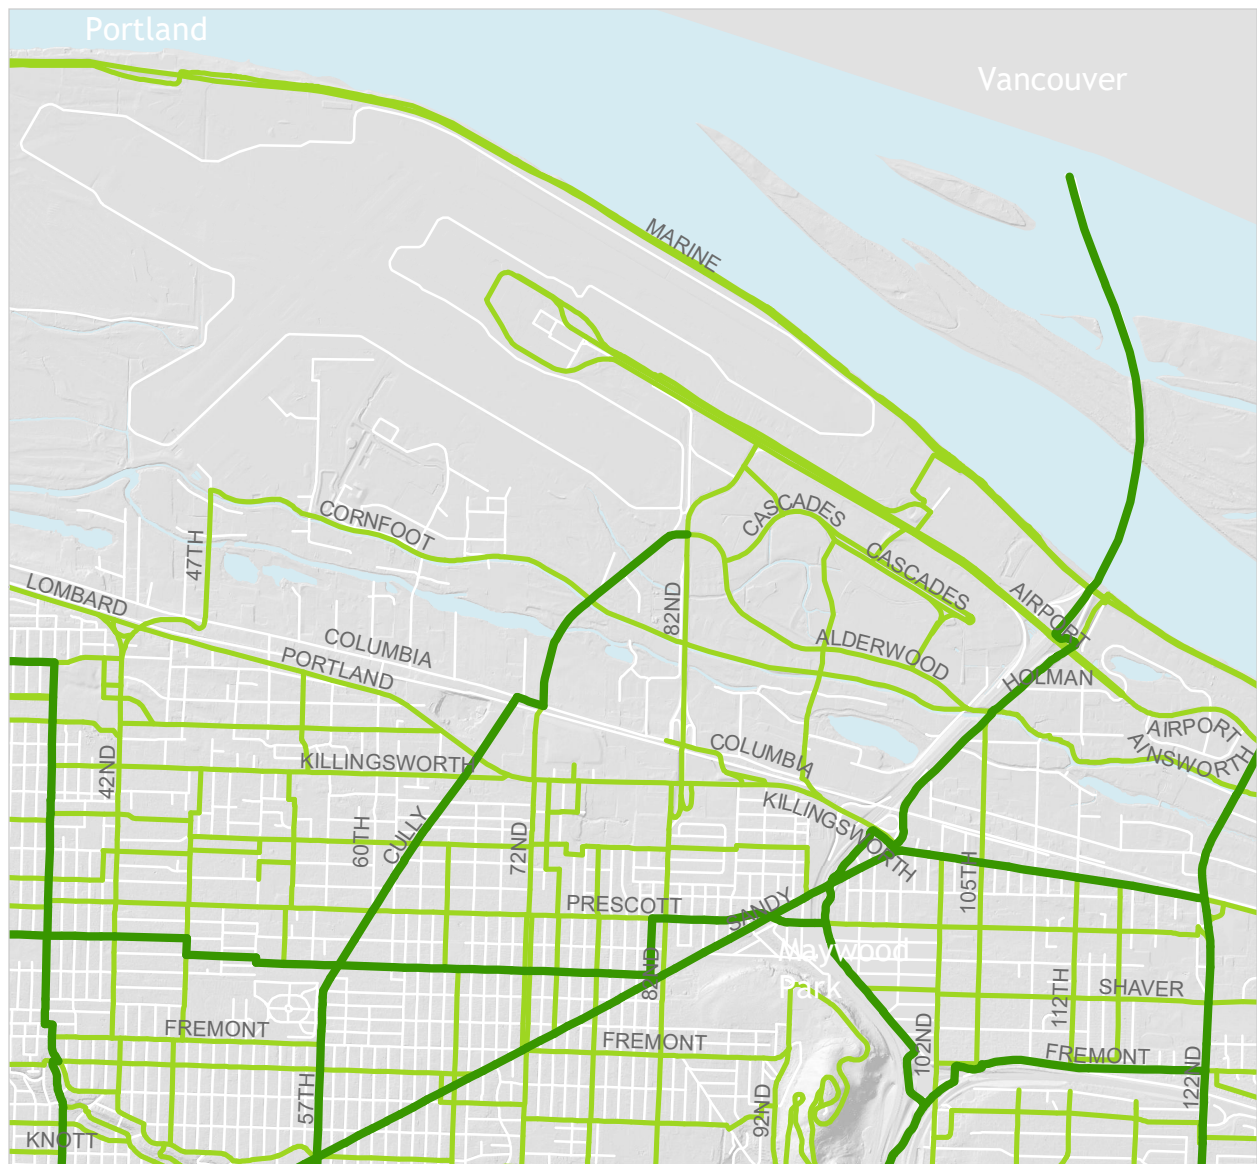 Portland
Vancouver
MARINE
CASCADES
CORNFOOT
47TH
CASCADES
LOMBARD
82ND
AIRPORT
COLUMBIA
ALDERWOOD
PORTLAND
HOLMAN
AIRPORT
AINSWORTH
42ND
KILLINGSWORTH
COLUMBIA
KILLINGSWORTH
60TH
CULLY
72ND
105TH
PRESCOTT
SANDY
Maywood
Park
82ND
SHAVER
112TH
FREMONT
FREMONT
102ND
FREMONT
57TH
92ND
122ND
KNOTT